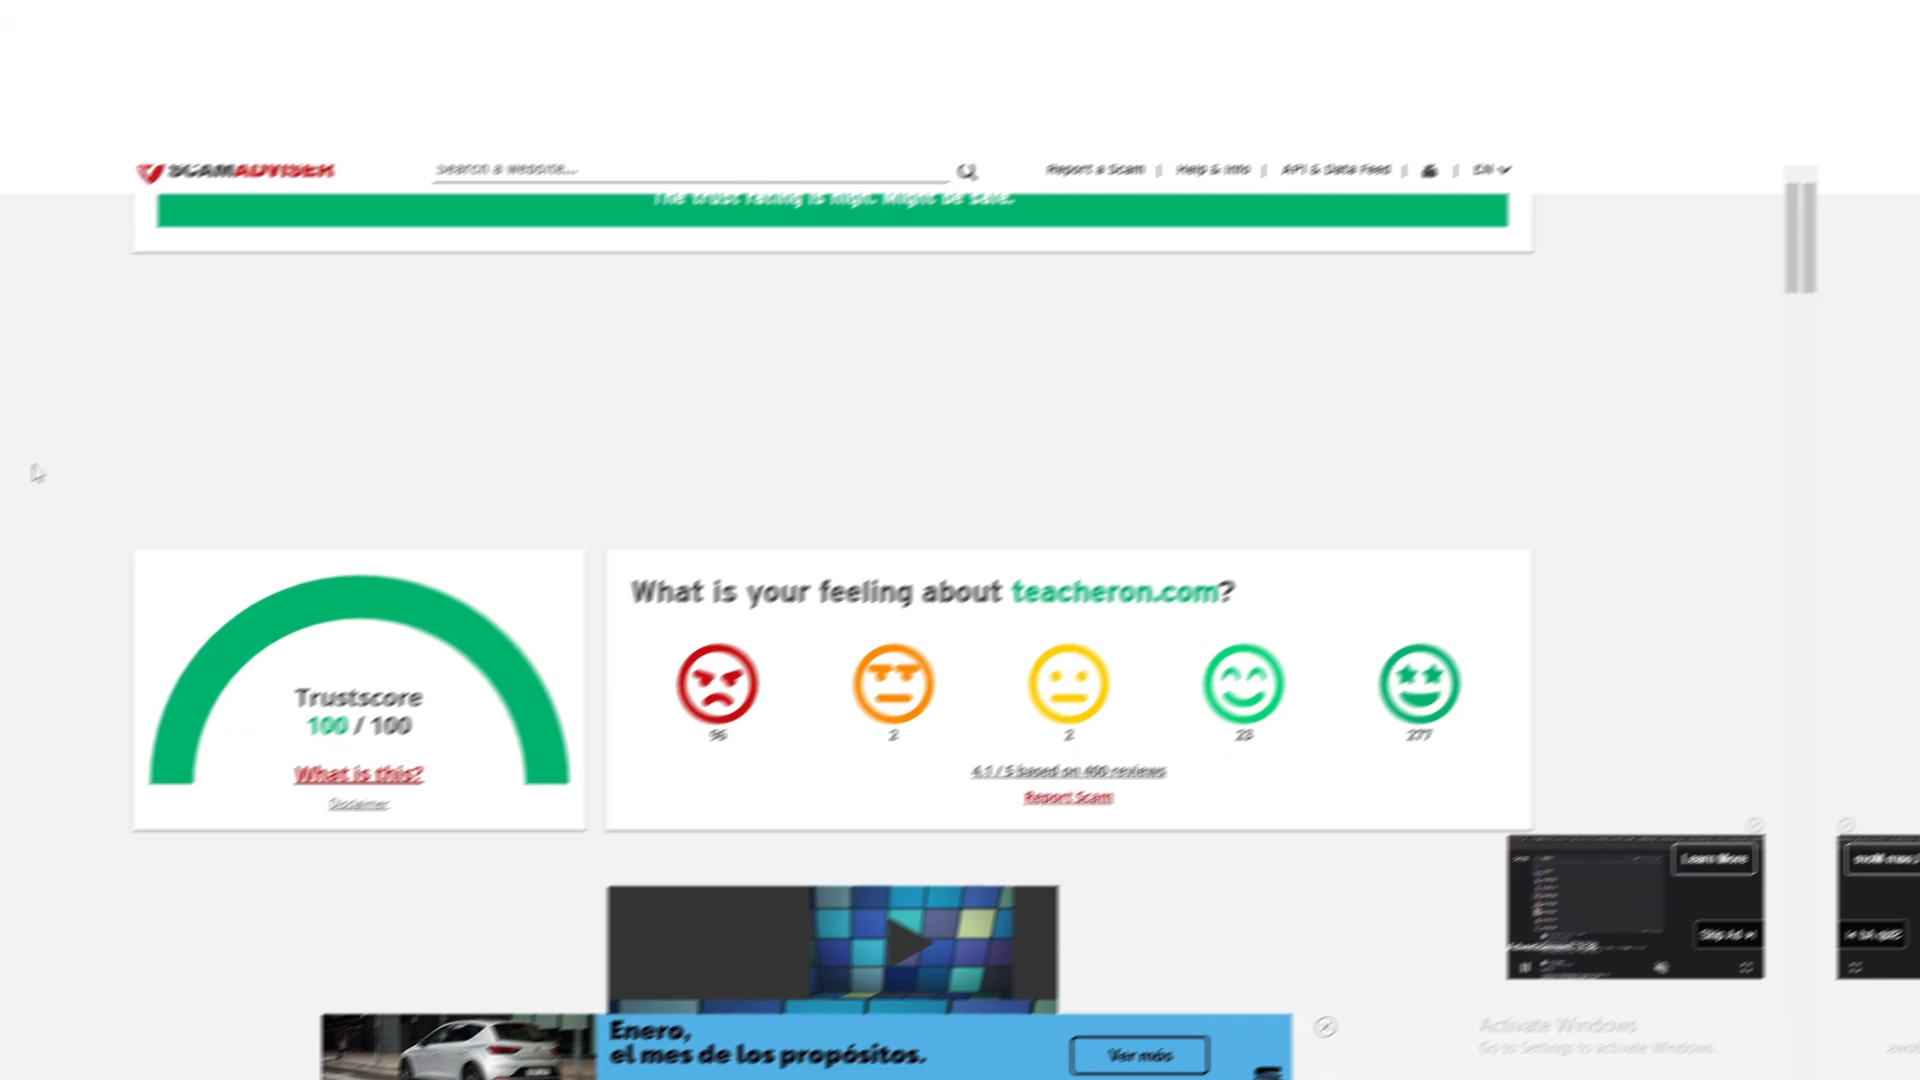 SCAMADVISER
Search a website...
Report a Scam | Help & Info | API & Data Feed | | EN
The trust rating is high. Might be safe.
What is your feeling about teacheron.com?
Trustscore
100 / 100
What is this?
Disclaimer
96 2 2 23 277
4.1 / 5 based on 400 reviews
Report Scam
Learn More
Skip Ad
Enero,
el mes de los propósitos.
Ver más
Activate Windows
Go to Settings to activate Windows.